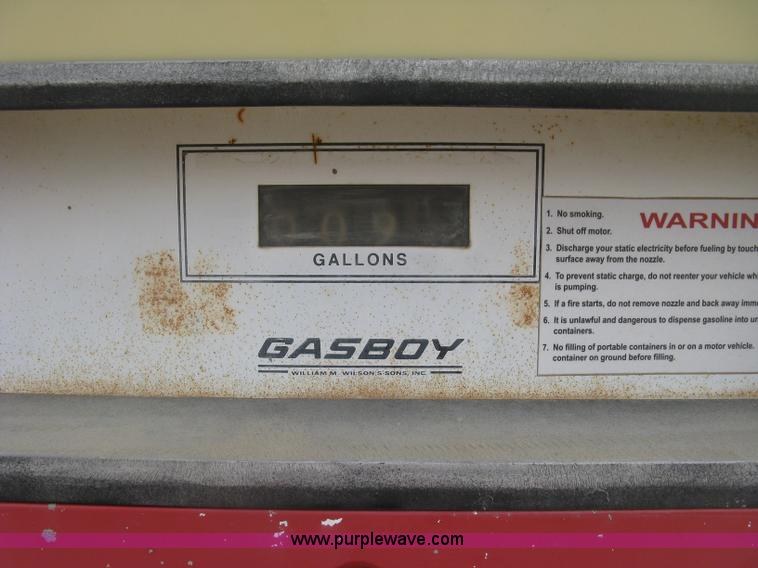 GALLONS
GASBOY
WILLIAM M. WILSON'S SONS, INC.
WARNIN
1. No smoking.
2. Shut off motor.
3. Discharge your static electricity before fueling by touch
surface away from the nozzle.
4. To prevent static charge, do not reenter your vehicle whi
is pumping.
5. If a fire starts, do not remove nozzle and back away imme
6. It is unlawful and dangerous to dispense gasoline into un
containers.
7. No filling of portable containers in or on a motor vehicle.
container on ground before filling.
www.purplewave.com